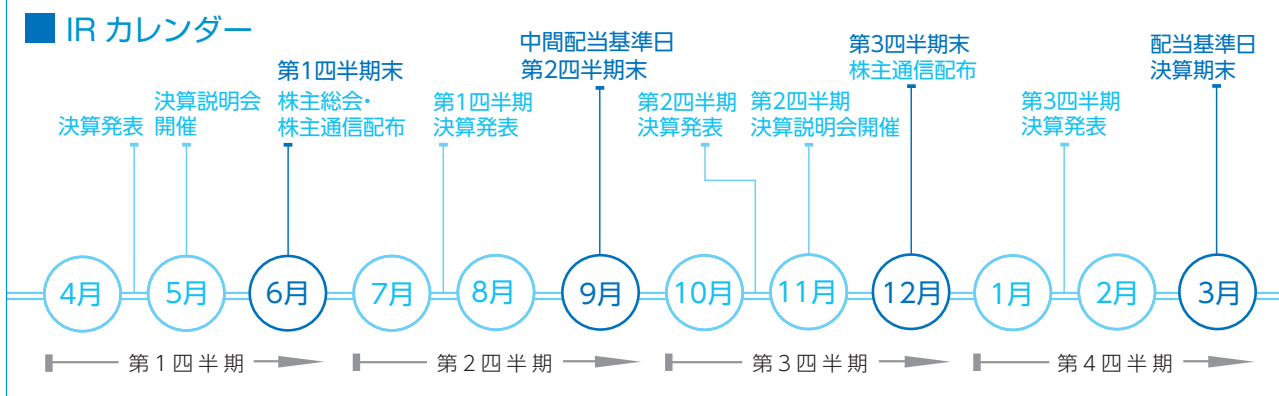 IR カレンダー
決算発表
決算説明会
開催
第1四半期末
株主総会・
株主通信配布
第1四半期
決算発表
中間配当基準日
第2四半期末
第2四半期
決算発表
第2四半期
決算説明会開催
第3四半期末
株主通信配布
第3四半期
決算発表
配当基準日
決算期末
4月
5月
6月
7月
8月
9月
10月
11月
12月
1月
2月
3月
第1四半期
第2四半期
第3四半期
第4四半期